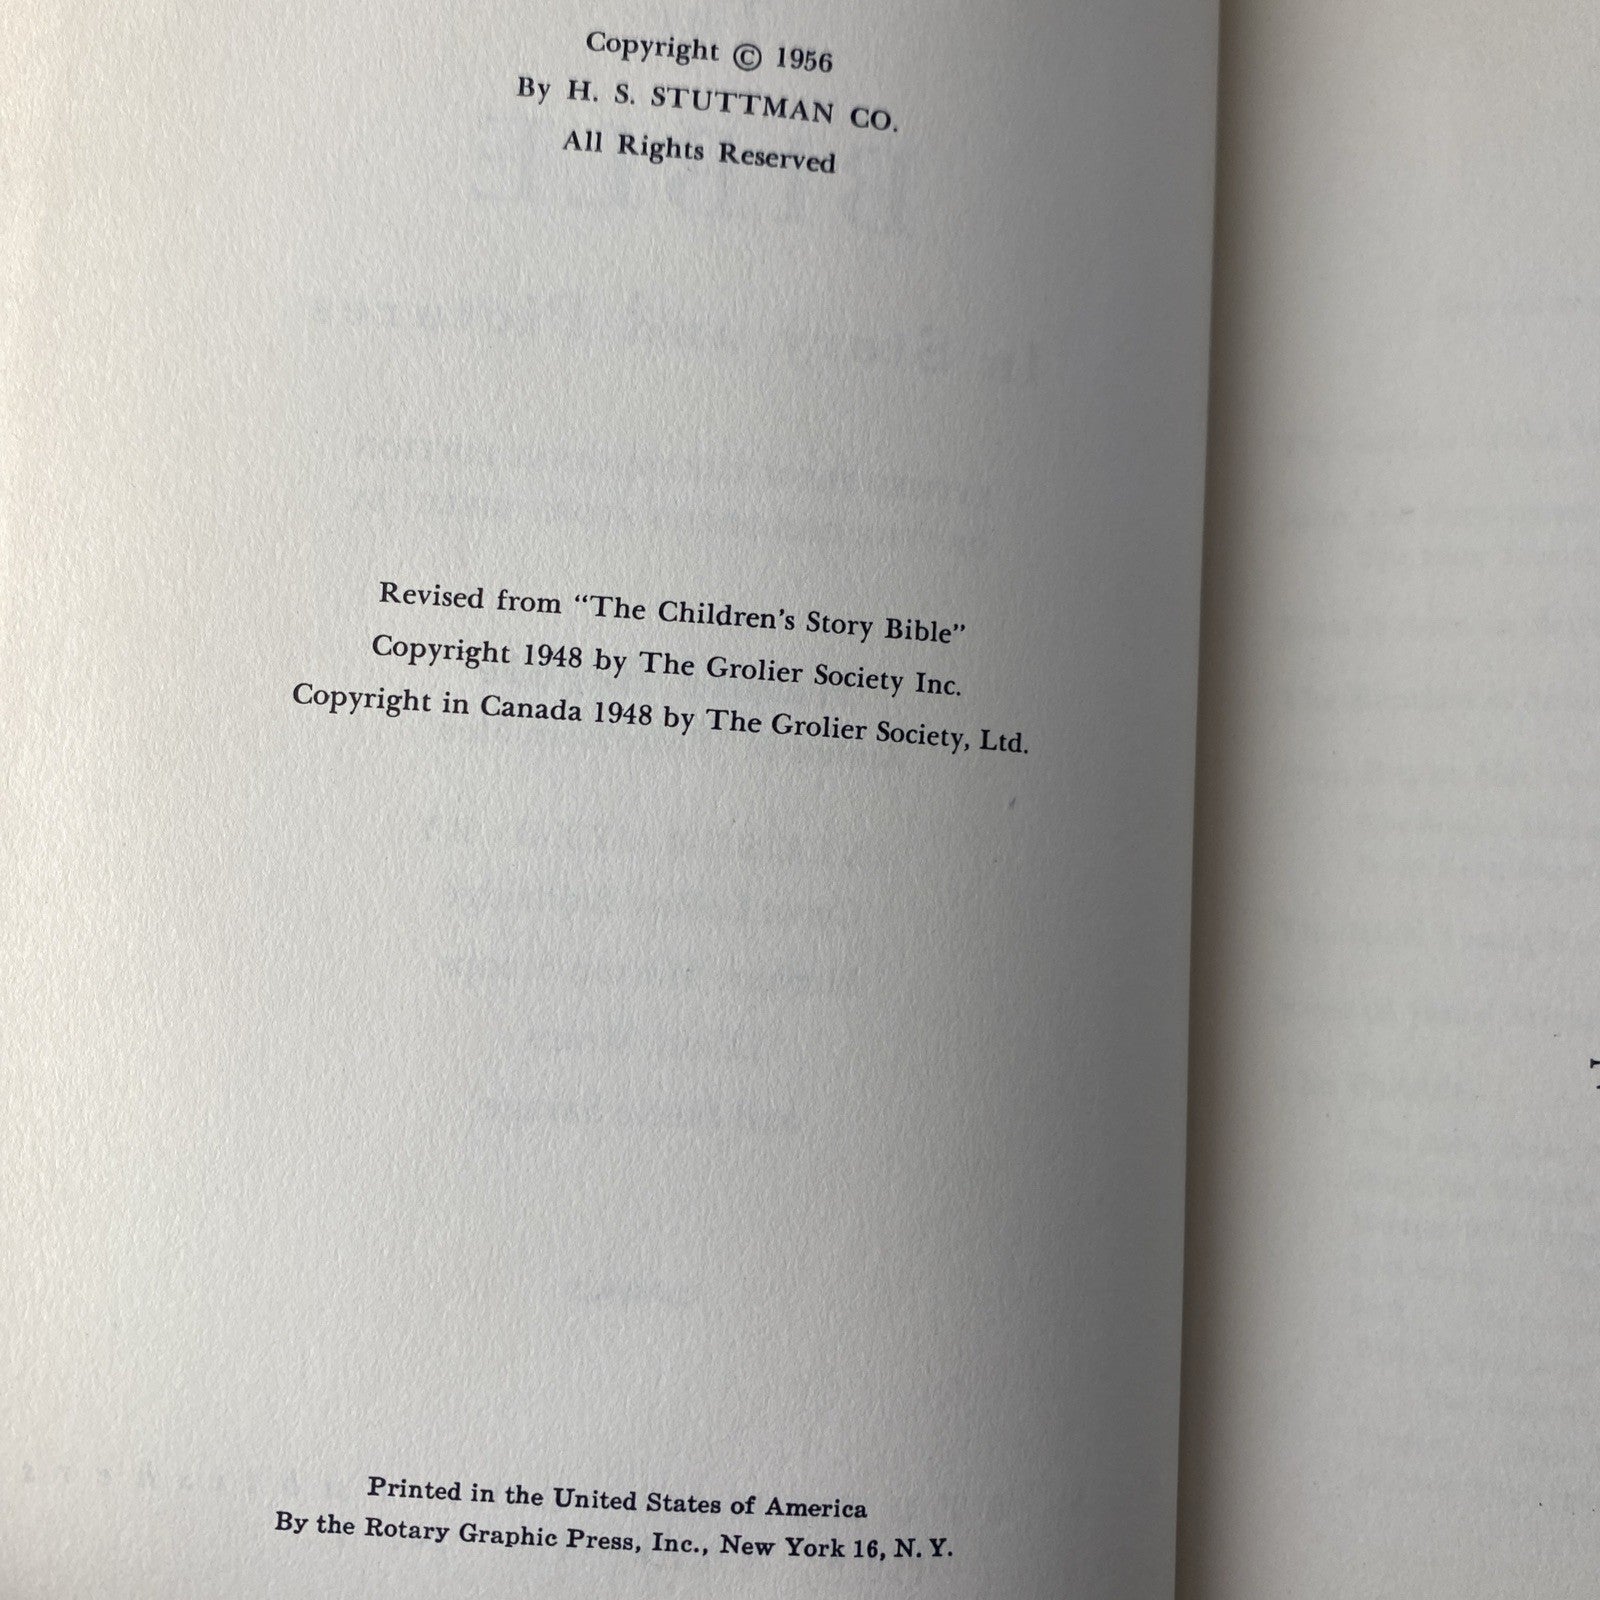 Copyright © 1956
By H. S. STUTTMAN CO.
All Rights Reserved
Revised from “The Children’s Story Bible”
Copyright 1948 by The Grolier Society Inc.
Copyright in Canada 1948 by The Grolier Society, Ltd.
Printed in the United States of America
By the Rotary Graphic Press, Inc., New York 16, N. Y.